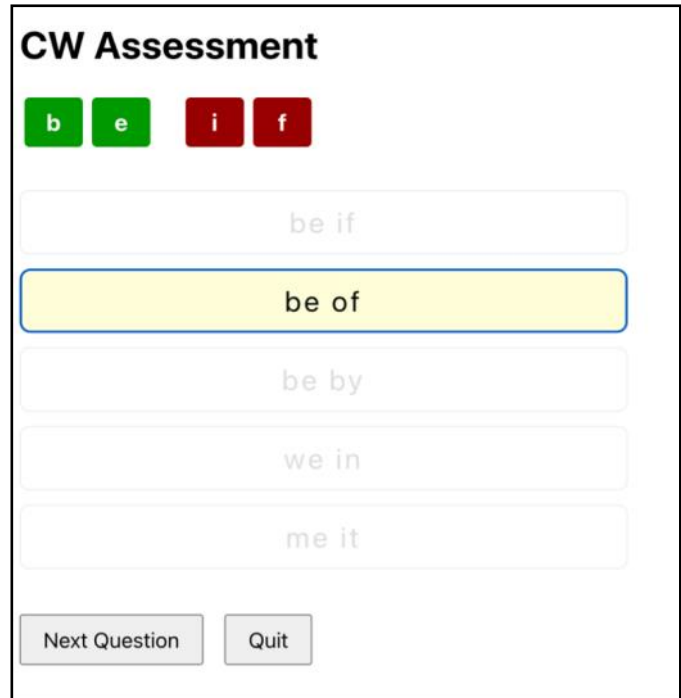 CW Assessment
b e i f
be if
be of
be by
we in
me it
Next Question Quit